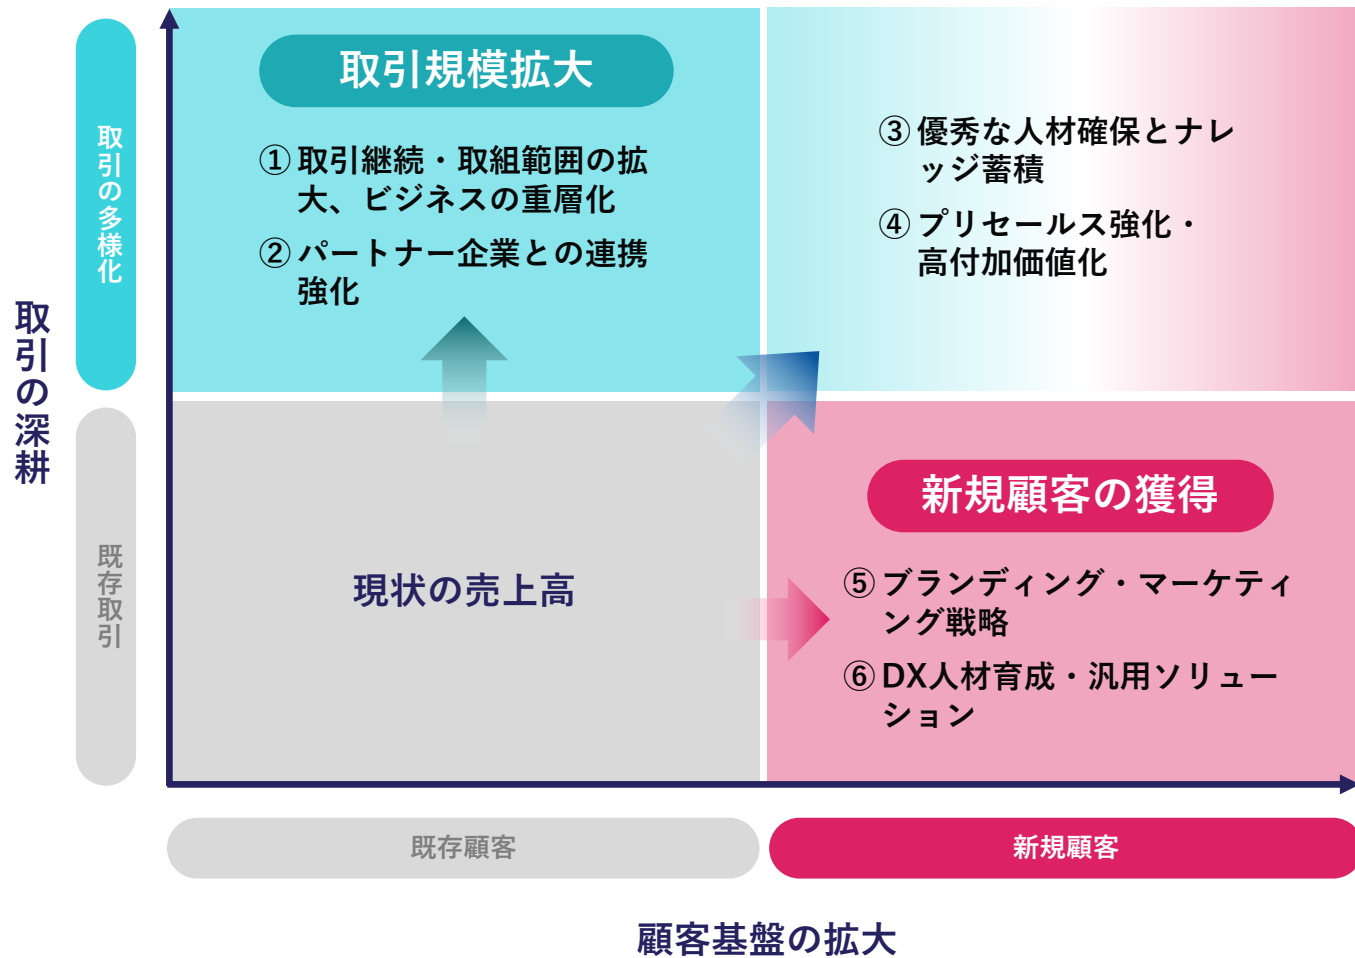 取引規模拡大
① 取引継続・取組範囲の拡
大、ビジネスの重層化
② パートナー企業との連携
強化
③ 優秀な人材確保とナレ
ッジ蓄積
④ プリセールス強化・
高付加価値化
取引の多様化
取引の深耕
既存取引
現状の売上高
新規顧客の獲得
⑤ ブランディング・マーケティ
ング戦略
⑥ DX人材育成・汎用ソリュー
ション
既存顧客
新規顧客
顧客基盤の拡大